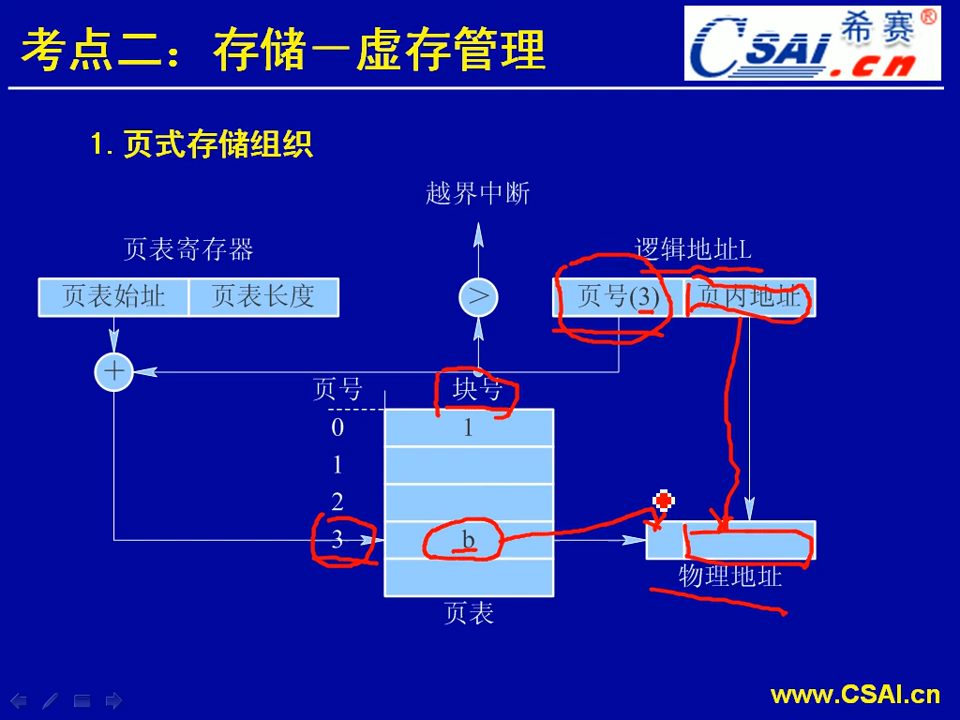 考点二：存储－虚存管理
CSAI.cn 希赛®
1.页式存储组织
越界中断
页表寄存器
逻辑地址L
页表始址 页表长度
>
页号(3) 页内地址
+
页号 块号
0 1
1
2
3 b
物理地址
页表
www.CSAI.cn